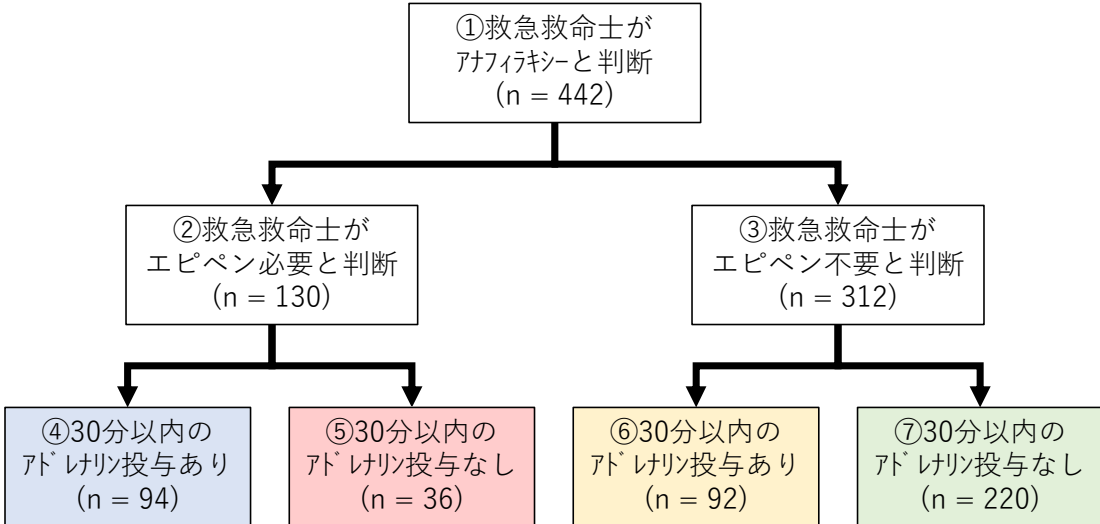 ①救急救命士が
ｱﾅﾌｨﾗｷｼｰと判断
(n = 442)
②救急救命士が
エピペン必要と判断
(n = 130)
③救急救命士が
エピペン不要と判断
(n = 312)
④30分以内の
ｱﾄﾞﾚﾅﾘﾝ投与あり
(n = 94)
⑤30分以内の
ｱﾄﾞﾚﾅﾘﾝ投与なし
(n = 36)
⑥30分以内の
ｱﾄﾞﾚﾅﾘﾝ投与あり
(n = 92)
⑦30分以内の
ｱﾄﾞﾚﾅﾘﾝ投与なし
(n = 220)